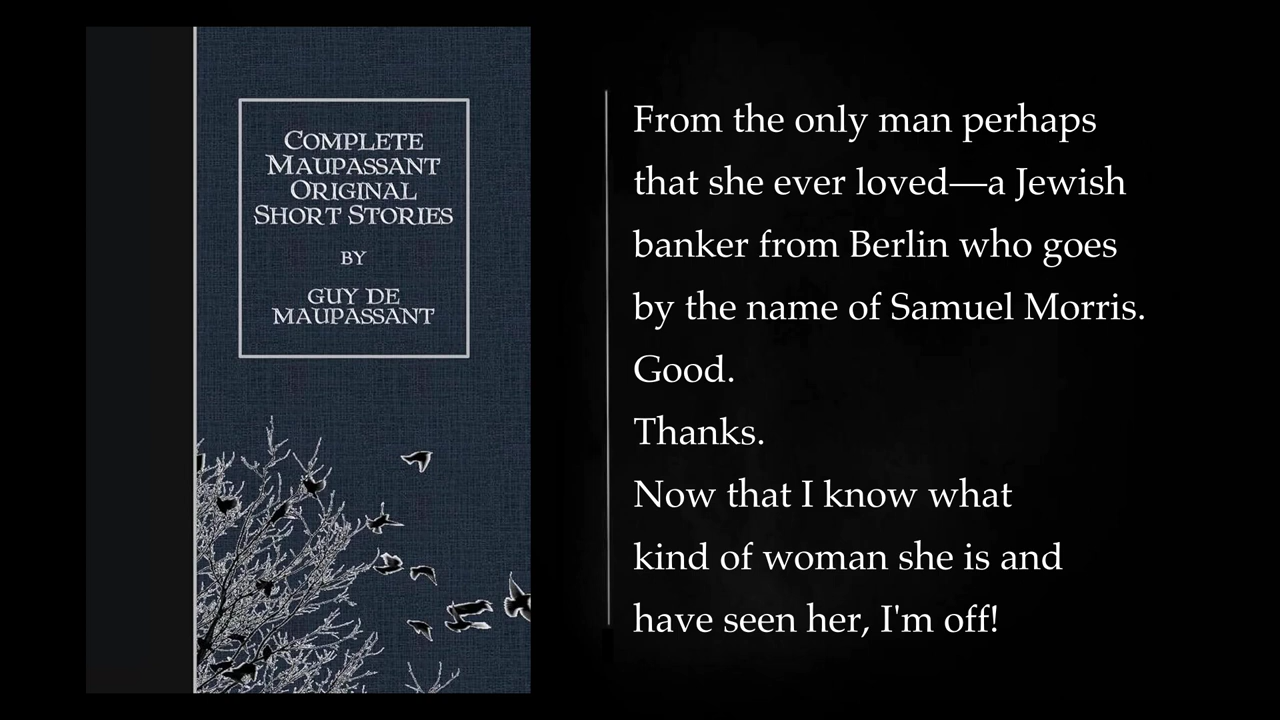 COMPLETE
MAUPASSANT
ORIGINAL
SHORT STORIES
BY
GUY DE
MAUPASSANT
From the only man perhaps
that she ever loved—a Jewish
banker from Berlin who goes
by the name of Samuel Morris.
Good.
Thanks.
Now that I know what
kind of woman she is and
have seen her, I'm off!